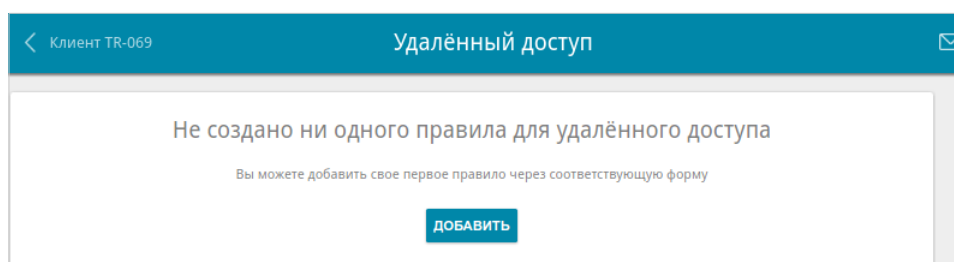 Клиент TR-069
Удалённый доступ
Не создано ни одного правила для удалённого доступа
Вы можете добавить свое первое правило через соответствующую форму
ДОБАВИТЬ